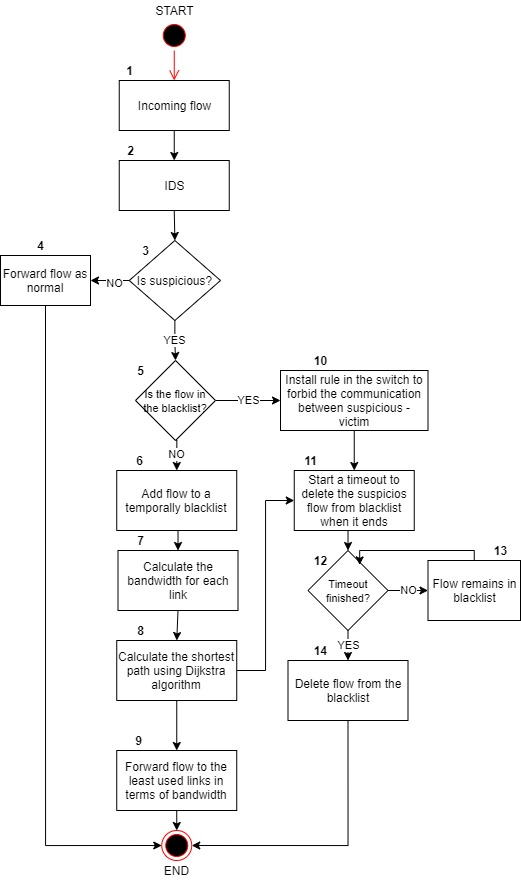 START
1
Incoming flow
2
IDS
3
Is suspicious?
NO
4
Forward flow as
normal
YES
5
Is the flow in
the blacklist?
YES
10
Install rule in the switch to
forbid the communication
between suspicious -
victim
NO
6
Add flow to a
temporally blacklist
11
Start a timeout to
delete the suspicios
flow from blacklist
when it ends
7
Calculate the
bandwidth for each
link
12
Timeout
finished?
NO
13
Flow remains in
blacklist
8
Calculate the shortest
path using Dijkstra
algorithm
YES
14
Delete flow from the
blacklist
9
Forward flow to the
least used links in
terms of bandwidth
END